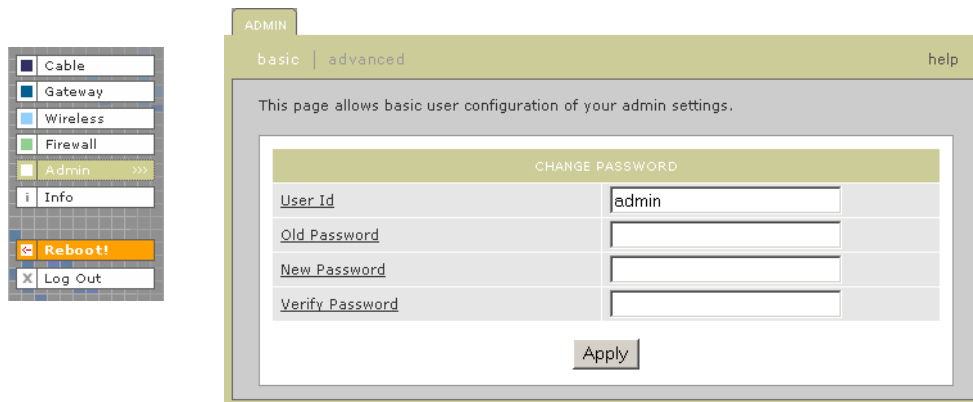 Cable
Gateway
Wireless
Firewall
Admin >>>
i Info
Reboot!
X Log Out
ADMIN
basic | advanced
help
This page allows basic user configuration of your admin settings.
CHANGE PASSWORD
User Id admin
Old Password
New Password
Verify Password
Apply